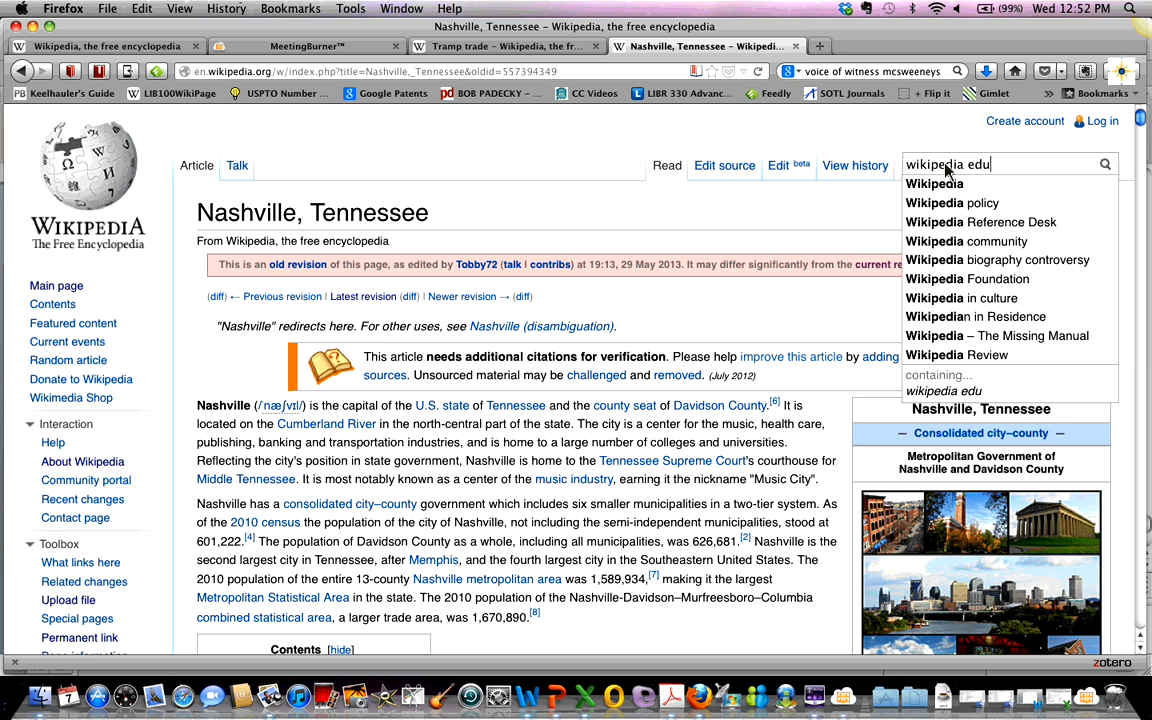 Firefox File Edit View History Bookmarks Tools Window Help (99%) Wed 12:52 PM
Nashville, Tennessee – Wikipedia, the free encyclopedia
Wikipedia, the free encyclopedia
MeetingBurner™
Tramp trade – Wikipedia, the fr...
Nashville, Tennessee – Wikipedi...
en.wikipedia.org/w/index.php?title=Nashville,_Tennessee&oldid=557394349
voice of witness mcsweeneys
Keelhauler's Guide
LIB100WikiPage
USPTO Number ...
Google Patents
BOB PADECKY – ...
CC Videos
LIBR 330 Advanc...
Feedly
SOTL Journals
+ Flip it
Gimlet
»
Bookmarks
Create account Log in
Article Talk Read Edit source Edit beta View history
wikipedia edu
Wikipedia
Wikipedia policy
Wikipedia Reference Desk
Wikipedia community
Wikipedia biography controversy
Wikipedia Foundation
Wikipedia in culture
Wikipedian in Residence
Wikipedia – The Missing Manual
Wikipedia Review
containing...
wikipedia edu
WIKIPEDIA
The Free Encyclopedia
Main page
Contents
Featured content
Current events
Random article
Donate to Wikipedia
Wikimedia Shop
Interaction
Help
About Wikipedia
Community portal
Recent changes
Contact page
Toolbox
What links here
Related changes
Upload file
Special pages
Permanent link
Nashville, Tennessee
From Wikipedia, the free encyclopedia
This is an old revision of this page, as edited by Tobby72 (talk | contribs) at 19:13, 29 May 2013. It may differ significantly from the current re
(diff) ← Previous revision | Latest revision (diff) | Newer revision → (diff)
"Nashville" redirects here. For other uses, see Nashville (disambiguation).
This article needs additional citations for verification. Please help improve this article by adding
sources. Unsourced material may be challenged and removed. (July 2012)
Nashville (/ˈnæʃvɪl/) is the capital of the U.S. state of Tennessee and the county seat of Davidson County.[6] It is
located on the Cumberland River in the north-central part of the state. The city is a center for the music, health care,
publishing, banking and transportation industries, and is home to a large number of colleges and universities.
Reflecting the city's position in state government, Nashville is home to the Tennessee Supreme Court's courthouse for
Middle Tennessee. It is most notably known as a center of the music industry, earning it the nickname "Music City".
Nashville has a consolidated city–county government which includes six smaller municipalities in a two-tier system. As
of the 2010 census the population of the city of Nashville, not including the semi-independent municipalities, stood at
601,222.[4] The population of Davidson County as a whole, including all municipalities, was 626,681.[2] Nashville is the
second largest city in Tennessee, after Memphis, and the fourth largest city in the Southeastern United States. The
2010 population of the entire 13-county Nashville metropolitan area was 1,589,934,[7] making it the largest
Metropolitan Statistical Area in the state. The 2010 population of the Nashville-Davidson–Murfreesboro–Columbia
combined statistical area, a larger trade area, was 1,670,890.[8]
Contents [hide]
Nashville, Tennessee
— Consolidated city–county —
Metropolitan Government of
Nashville and Davidson County
zotero